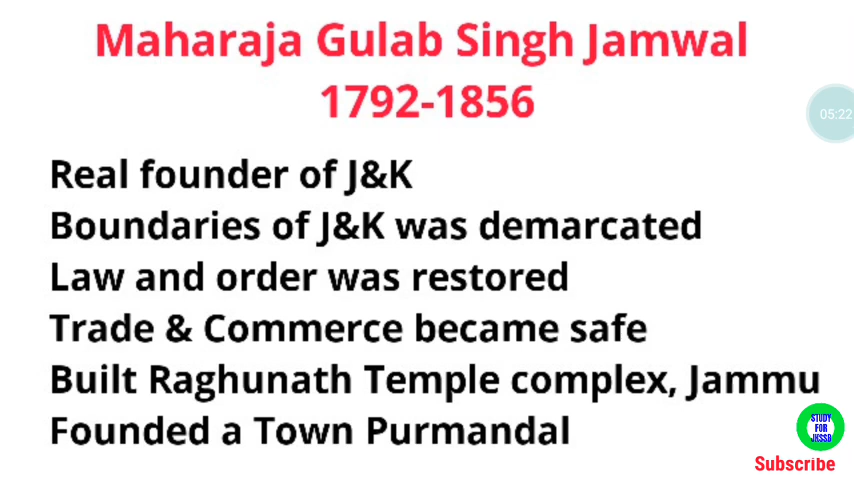 Maharaja Gulab Singh Jamwal
1792-1856
05:22
Real founder of J&K
Boundaries of J&K was demarcated
Law and order was restored
Trade & Commerce became safe
Built Raghunath Temple complex, Jammu
Founded a Town Purmandal
STUDY
FOR
JKSSB
Subscribe